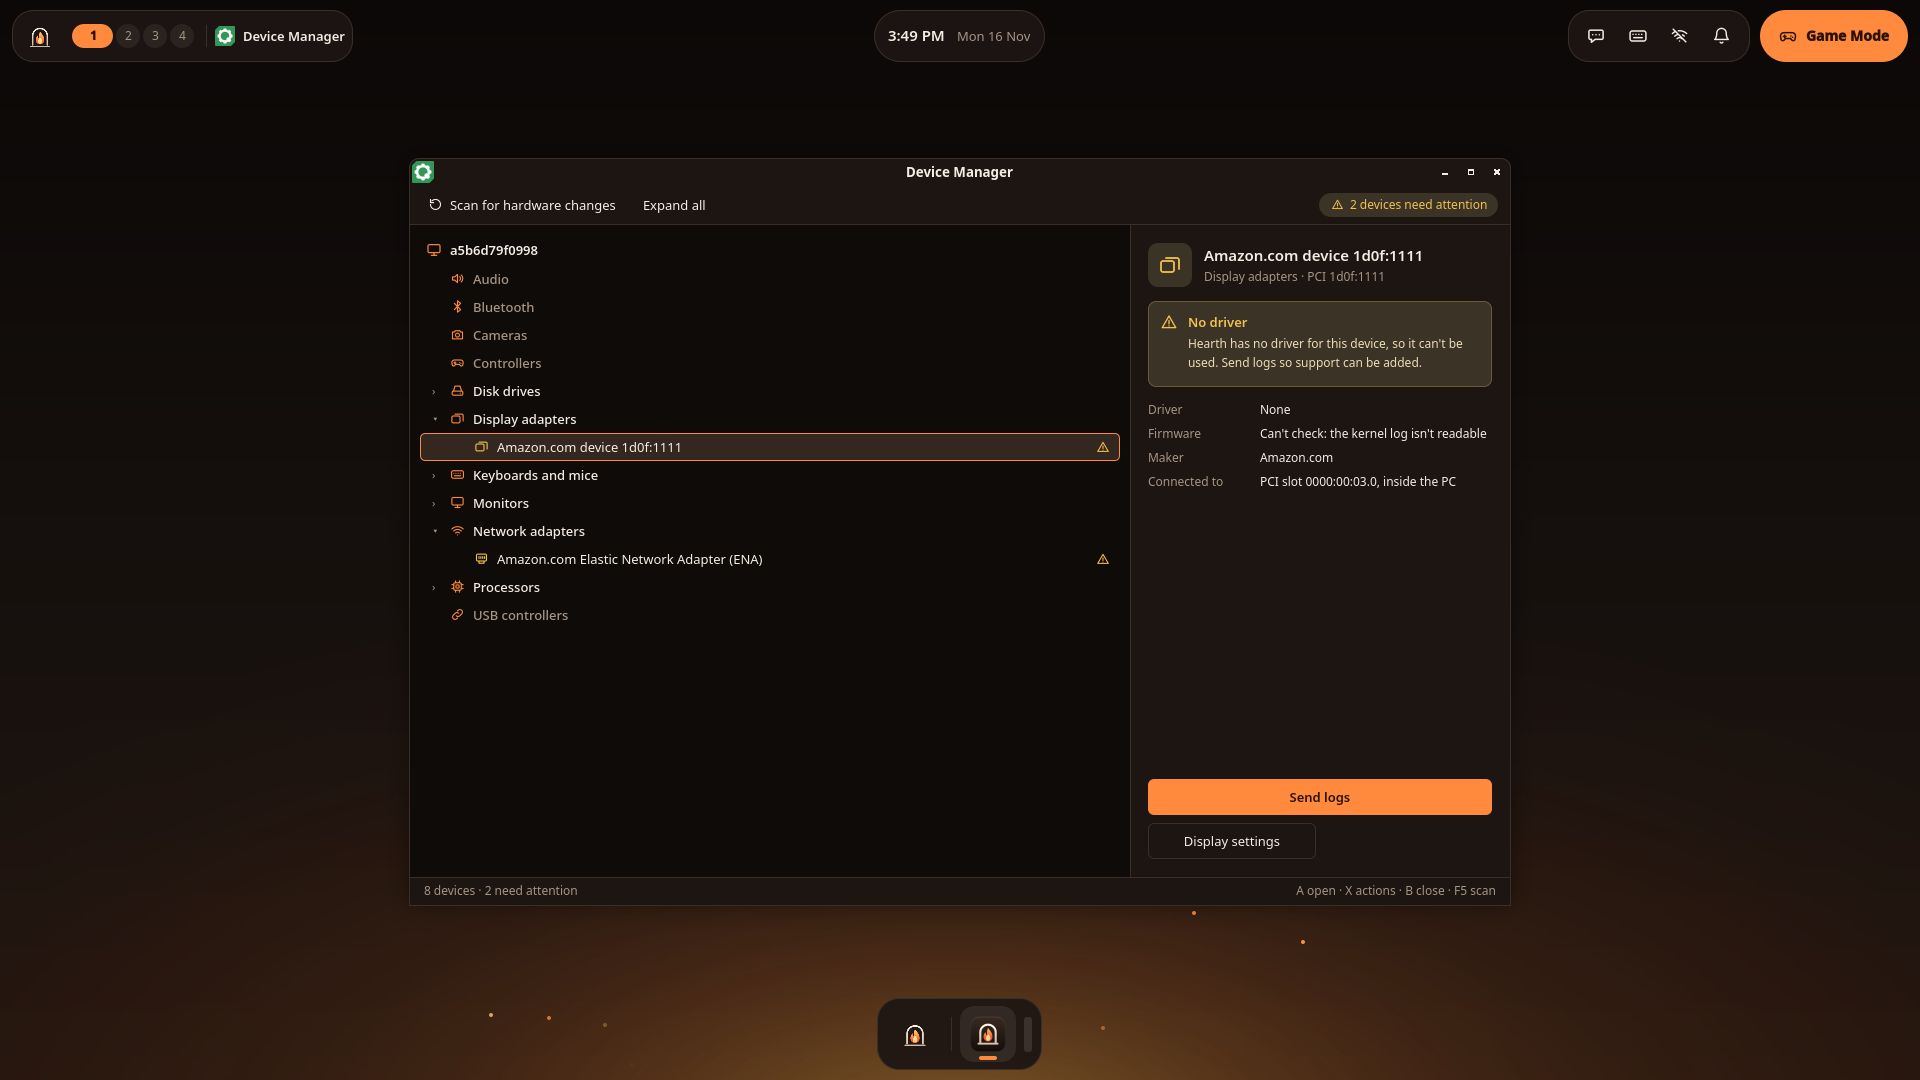 1
2
3
4
Device Manager
3:49 PM Mon 16 Nov
Game Mode
Device Manager
Scan for hardware changes
Expand all
2 devices need attention
a5b6d79f0998
Audio
Bluetooth
Cameras
Controllers
Disk drives
Display adapters
Amazon.com device 1d0f:1111
Keyboards and mice
Monitors
Network adapters
Amazon.com Elastic Network Adapter (ENA)
Processors
USB controllers
Amazon.com device 1d0f:1111
Display adapters · PCI 1d0f:1111
No driver
Hearth has no driver for this device, so it can't be
used. Send logs so support can be added.
Driver None
Firmware Can't check: the kernel log isn't readable
Maker Amazon.com
Connected to PCI slot 0000:00:03.0, inside the PC
Send logs
Display settings
8 devices · 2 need attention
A open · X actions · B close · F5 scan